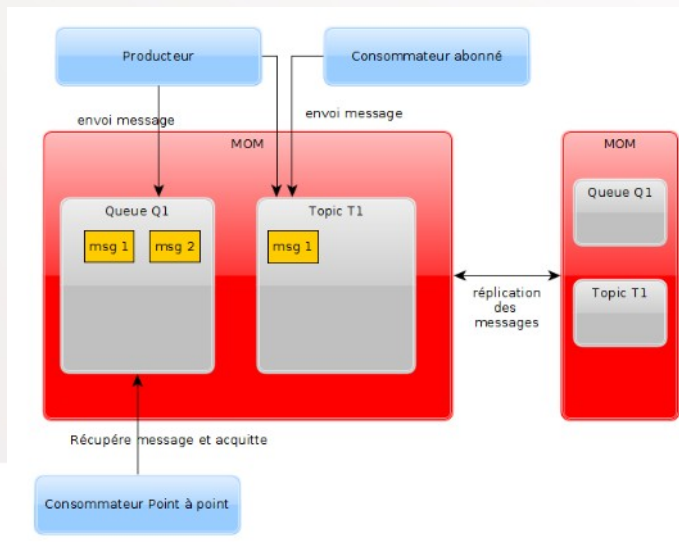 Producteur
Consommateur abonné
envoi message
envoi message
MOM
MOM
Queue Q1
Topic T1
msg 1
msg 2
msg 1
Queue Q1
Topic T1
réplication
des
messages
Récupére message et acquitte
Consommateur Point à point